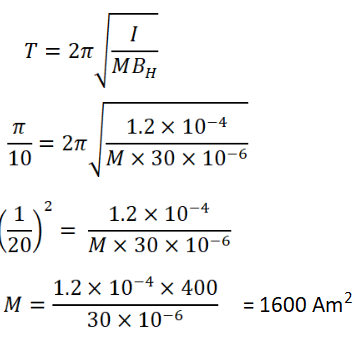 T = 2π √(I / MB_H)
π/10 = 2π √(1.2 × 10⁻⁴ / M × 30 × 10⁻⁶)
(1/20)² = 1.2 × 10⁻⁴ / M × 30 × 10⁻⁶
M = 1.2 × 10⁻⁴ × 400 / 30 × 10⁻⁶ = 1600 Am²